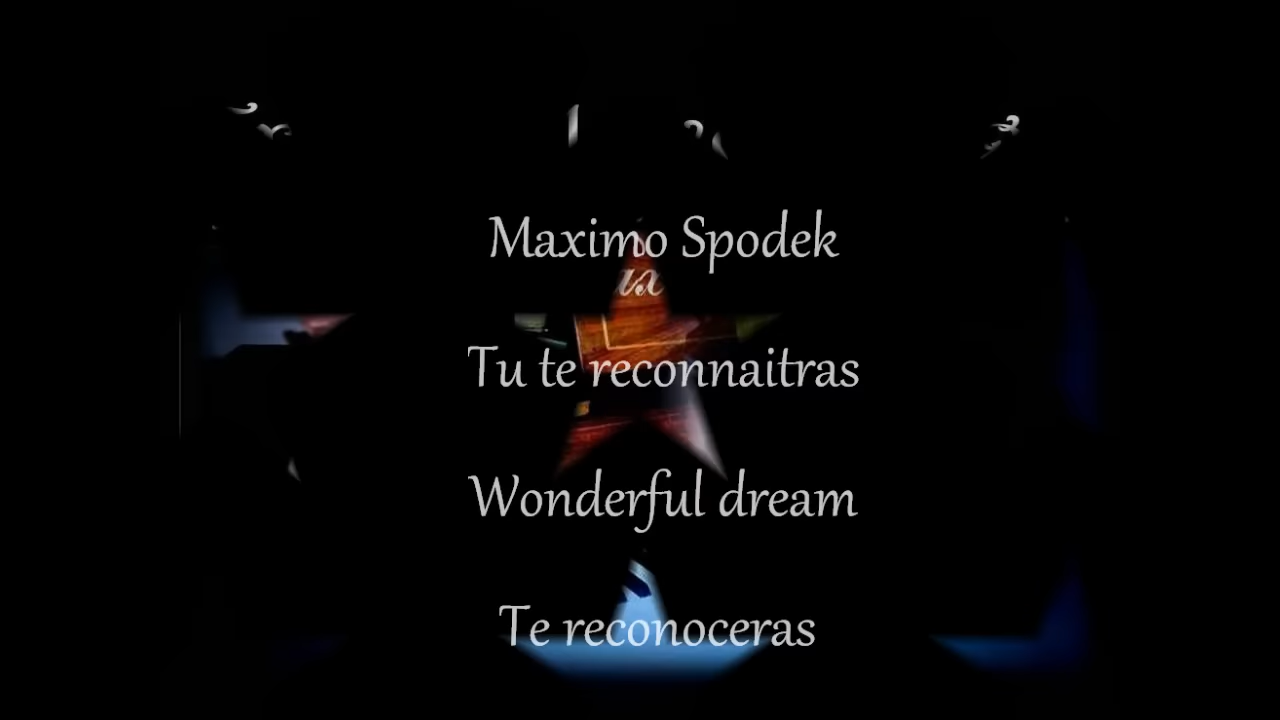 Maximo Spodek
Tu te reconnaitras
Wonderful dream
Te reconoceras